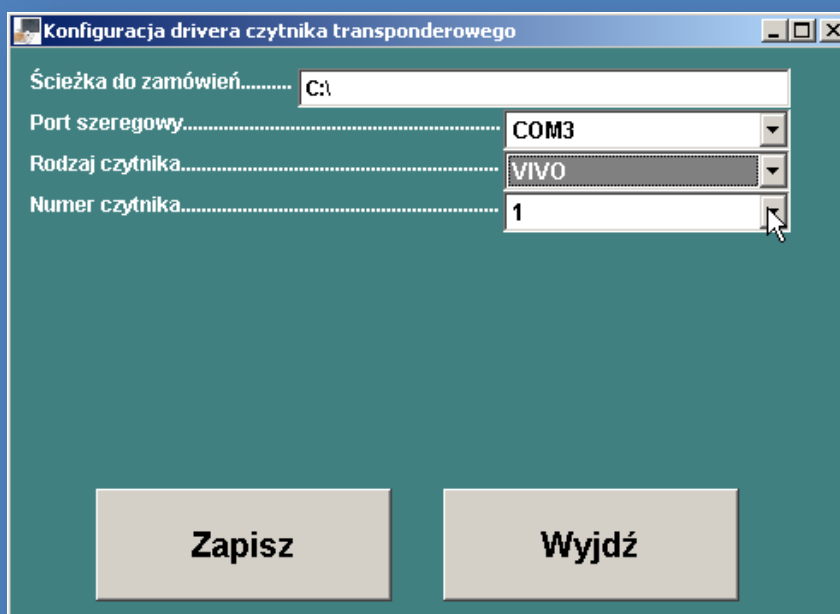 Konfiguracja drivera czytnika transponderowego
Ścieżka do zamówień.......... C:\
Port szeregowy............................................................ COM3
Rodzaj czytnika............................................................ VIVO
Numer czytnika............................................................ 1
Zapisz Wyjdź